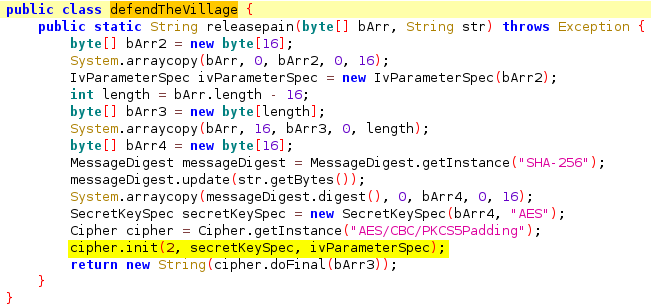 public class defendTheVillage {
    public static String releasepain(byte[] bArr, String str) throws Exception {
        byte[] bArr2 = new byte[16];
        System.arraycopy(bArr, 0, bArr2, 0, 16);
        IvParameterSpec ivParameterSpec = new IvParameterSpec(bArr2);
        int length = bArr.length - 16;
        byte[] bArr3 = new byte[length];
        System.arraycopy(bArr, 16, bArr3, 0, length);
        byte[] bArr4 = new byte[16];
        MessageDigest messageDigest = MessageDigest.getInstance("SHA-256");
        messageDigest.update(str.getBytes());
        System.arraycopy(messageDigest.digest(), 0, bArr4, 0, 16);
        SecretKeySpec secretKeySpec = new SecretKeySpec(bArr4, "AES");
        Cipher cipher = Cipher.getInstance("AES/CBC/PKCS5Padding");
        cipher.init(2, secretKeySpec, ivParameterSpec);
        return new String(cipher.doFinal(bArr3));
    }
}